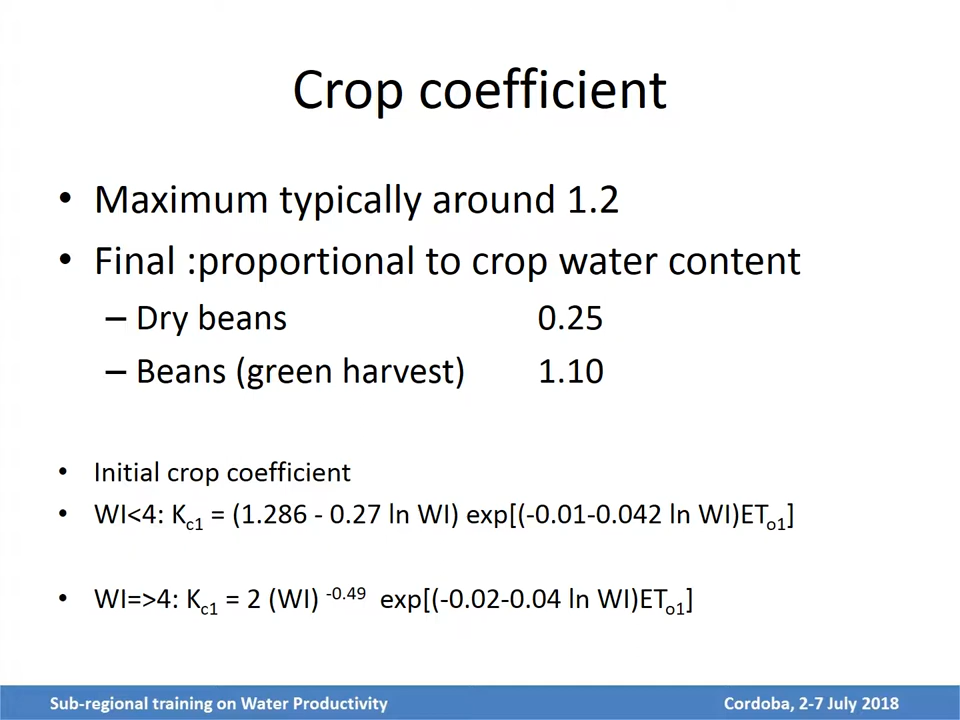 Crop coefficient
• Maximum typically around 1.2
• Final :proportional to crop water content
– Dry beans 0.25
– Beans (green harvest) 1.10
• Initial crop coefficient
• WI<4: Kc1 = (1.286 - 0.27 ln WI) exp[(-0.01-0.042 ln WI)ETo1]
• WI=>4: Kc1 = 2 (WI) -0.49 exp[(-0.02-0.04 ln WI)ETo1]
Sub-regional training on Water Productivity Cordoba, 2-7 July 2018